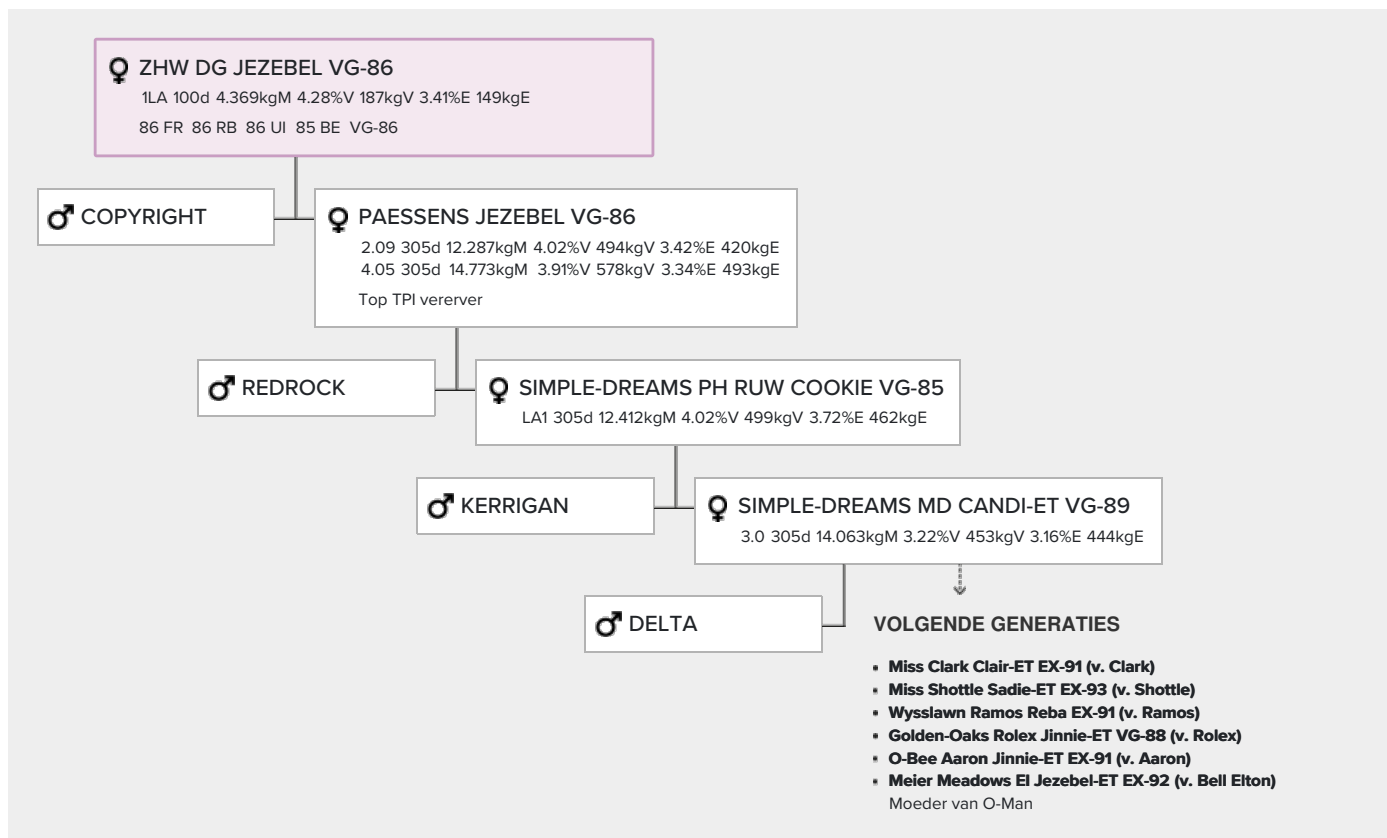 ZHW DG JEZEBEL VG-86
1LA 100d 4.369kgM 4.28%V 187kgV 3.41%E 149kgE
86 FR 86 RB 86 UI 85 BE VG-86
COPYRIGHT
PAESSENS JEZEBEL VG-86
2.09 305d 12.287kgM 4.02%V 494kgV 3.42%E 420kgE
4.05 305d 14.773kgM 3.91%V 578kgV 3.34%E 493kgE
Top TPI vererver
REDROCK
SIMPLE-DREAMS PH RUW COOKIE VG-85
LA1 305d 12.412kgM 4.02%V 499kgV 3.72%E 462kgE
KERRIGAN
SIMPLE-DREAMS MD CANDI-ET VG-89
3.0 305d 14.063kgM 3.22%V 453kgV 3.16%E 444kgE
DELTA
VOLGENDE GENERATIES
Miss Clark Clair-ET EX-91 (v. Clark)
Miss Shottle Sadie-ET EX-93 (v. Shottle)
Wysslawn Ramos Reba EX-91 (v. Ramos)
Golden-Oaks Rolex Jinnie-ET VG-88 (v. Rolex)
O-Bee Aaron Jinnie-ET EX-91 (v. Aaron)
Meier Meadows El Jezebel-ET EX-92 (v. Bell Elton)
Moeder van O-Man